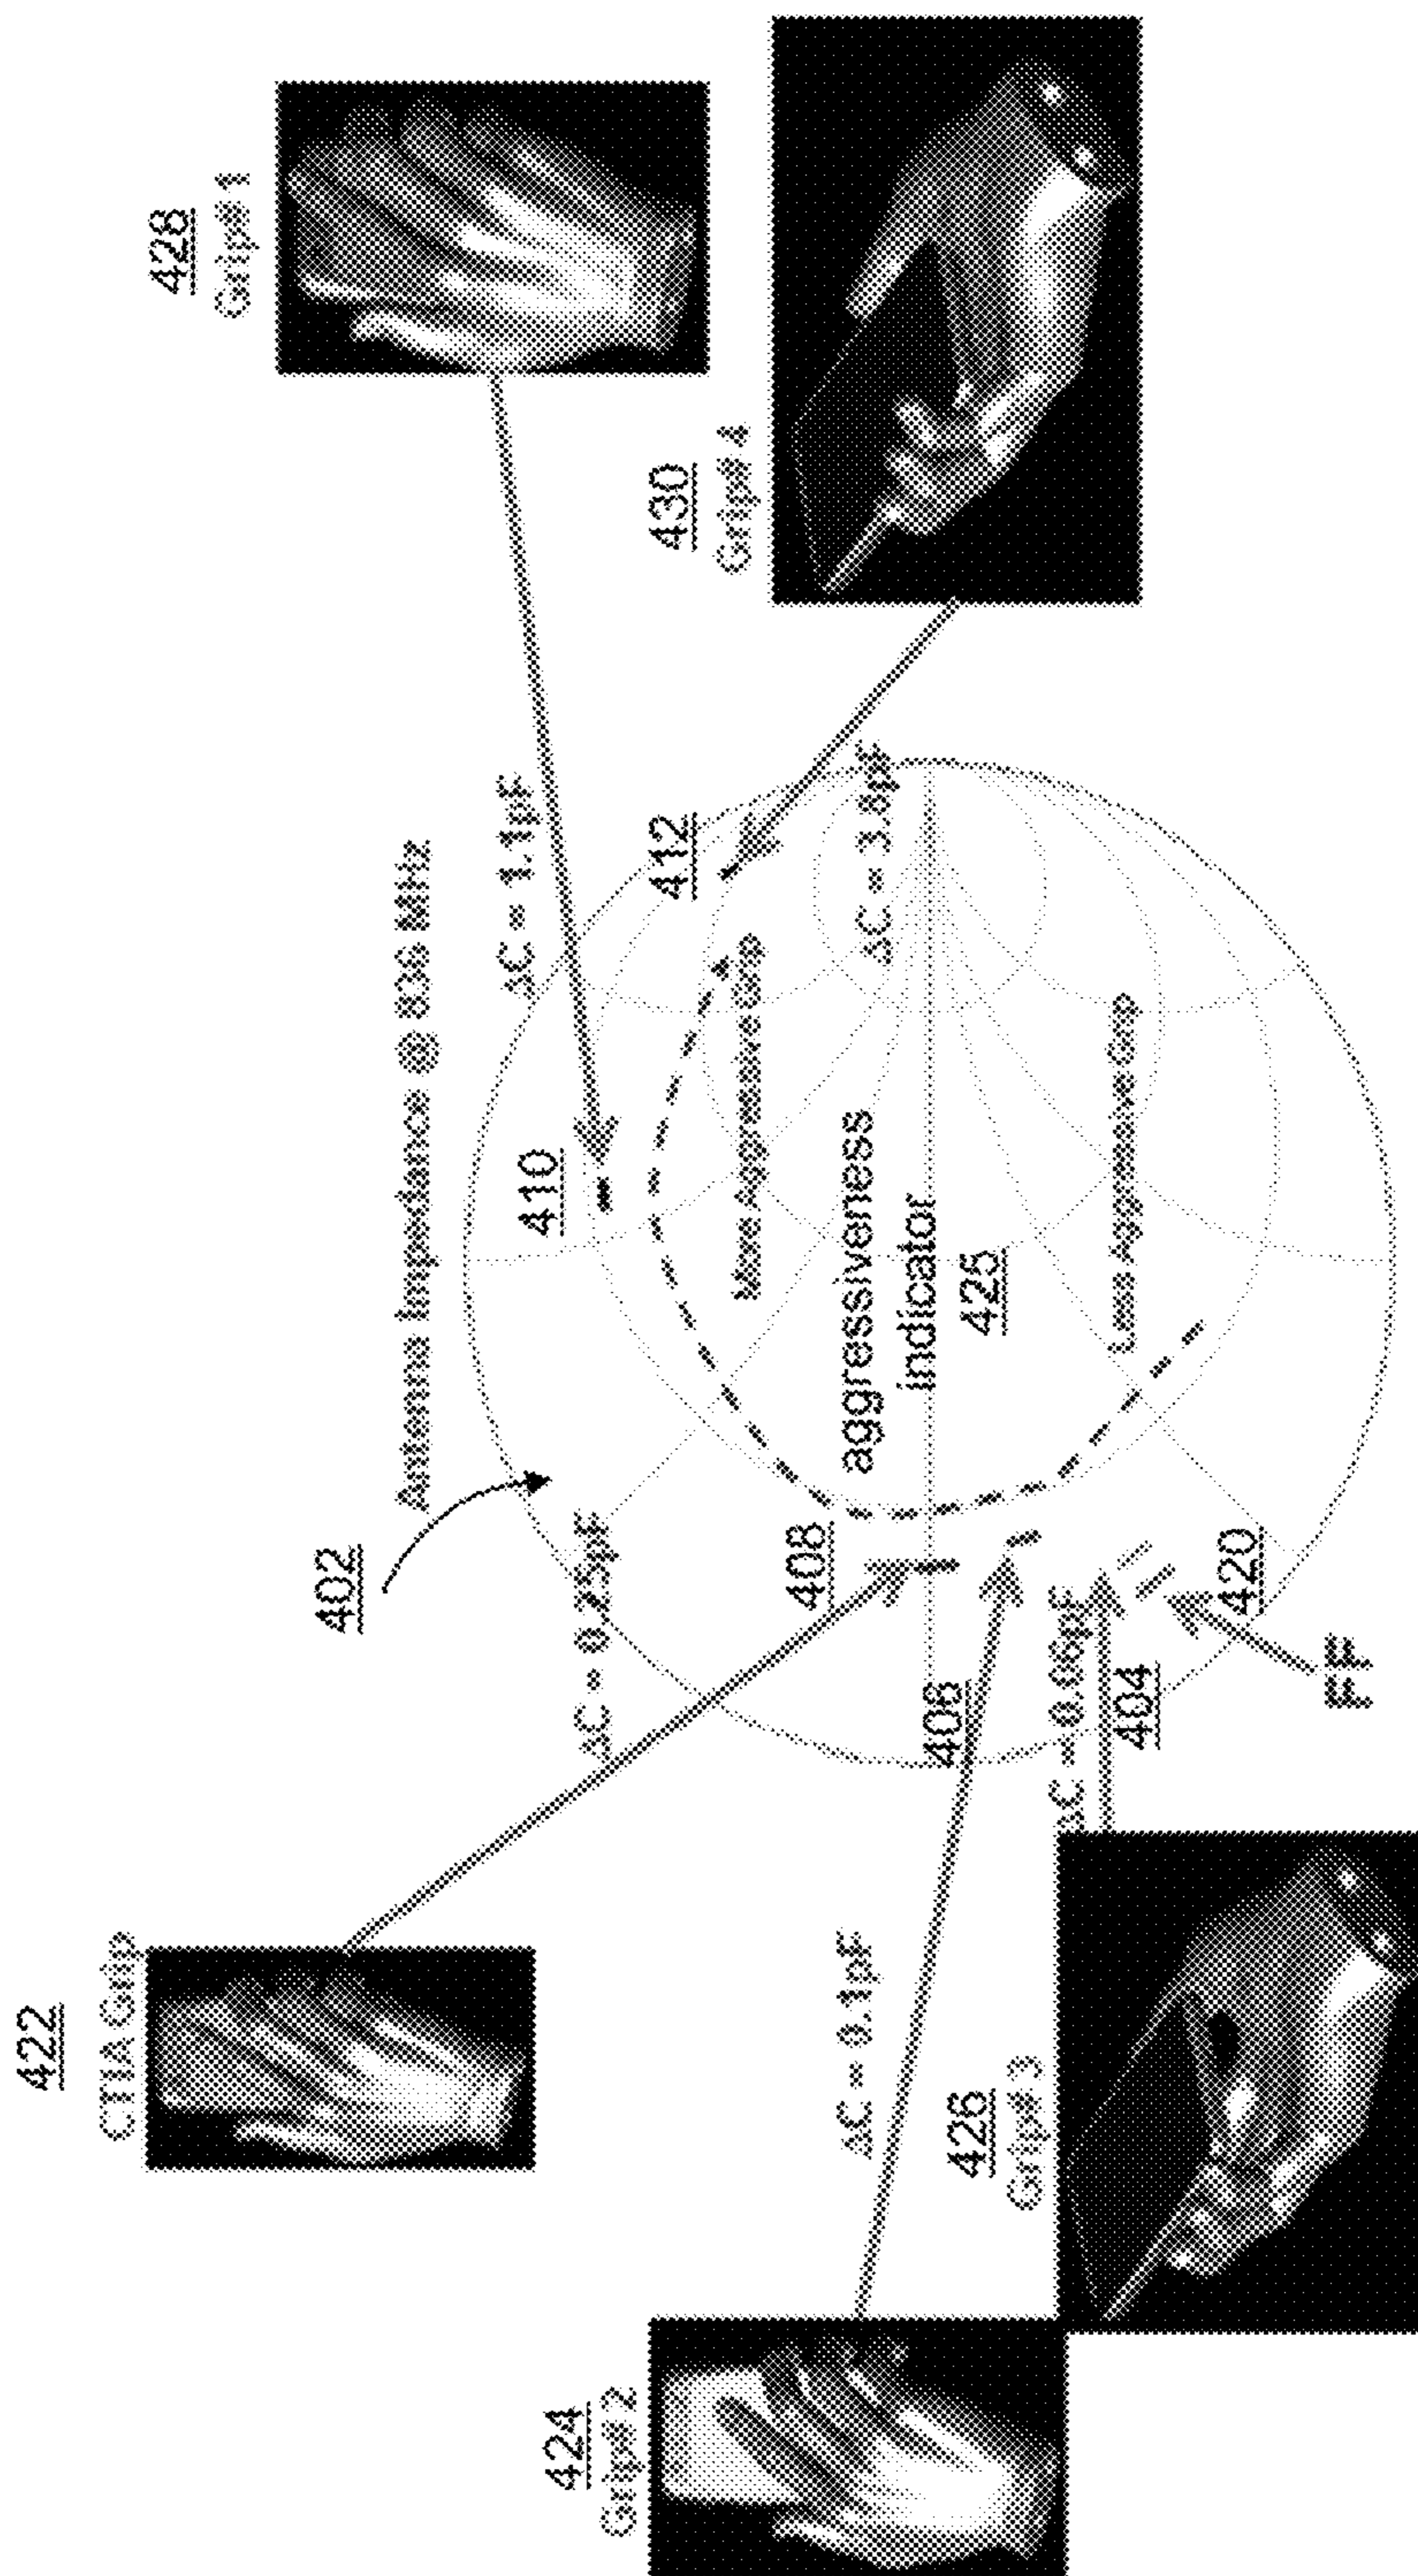 422
CTIA Grip
424
Grip# 2
426
Grip# 3
428
Grip# 1
430
Grip# 4
402
Antenna Impedance @ 836 MHz
ΔC = 0.25pF
ΔC = 1.1pF
410
412
408
More Aggressive Grip
aggressiveness
indicator
425
ΔC = 3.8pF
ΔC = 0.1pF
406
ΔC = 0.06pF
404
Less Aggressive Grip
420
FF